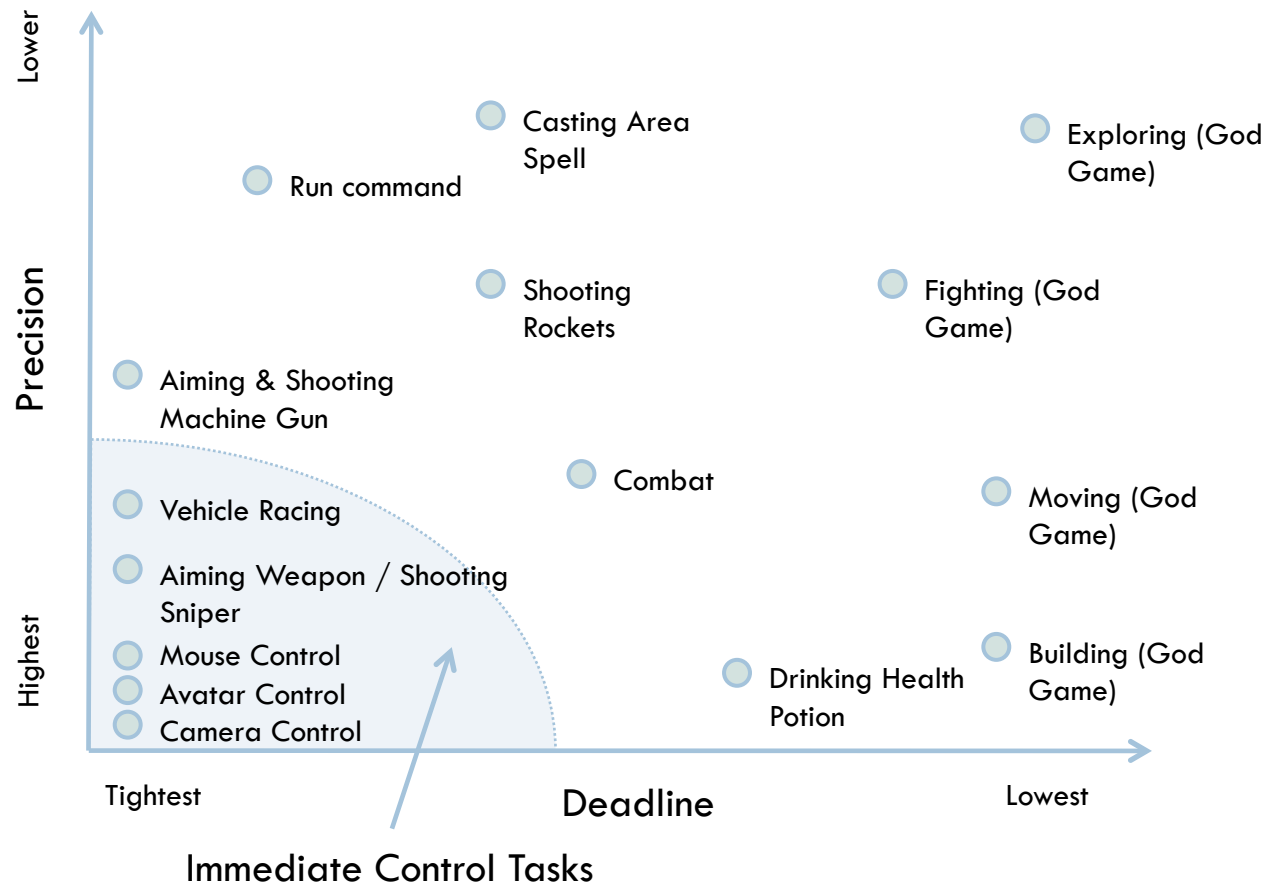 Lower
Casting Area
Spell
Exploring (God
Game)
Run command
Precision
Shooting
Rockets
Fighting (God
Game)
Aiming & Shooting
Machine Gun
Combat
Moving (God
Game)
Vehicle Racing
Aiming Weapon / Shooting
Sniper
Highest
Mouse Control
Avatar Control
Camera Control
Drinking Health
Potion
Building (God
Game)
Tightest
Deadline
Lowest
Immediate Control Tasks